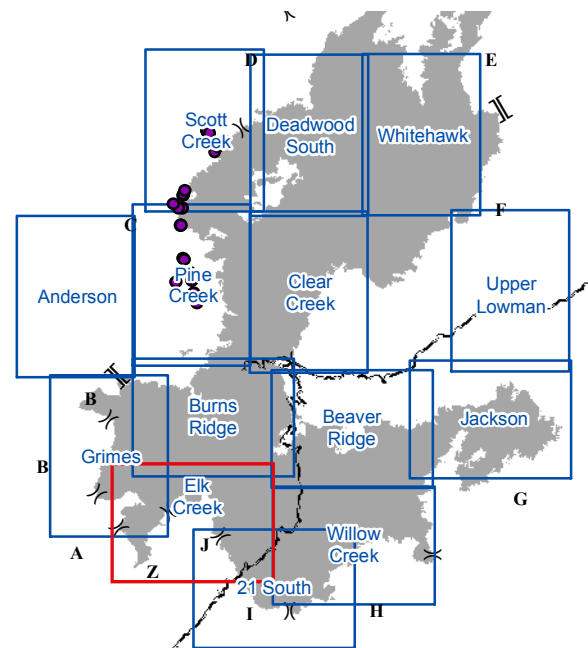 D
E
Scott
Creek
Deadwood
South
Whitehawk
C
F
Anderson
Pine
Creek
Clear
Creek
Upper
Lowman
B
Burns
Ridge
Beaver
Ridge
Jackson
B
Grimes
Elk
Creek
G
Willow
Creek
A
Z
J
21 South
I
H